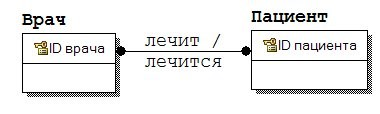 Врач
Пациент
ID врача
лечит /
лечится
ID пациента